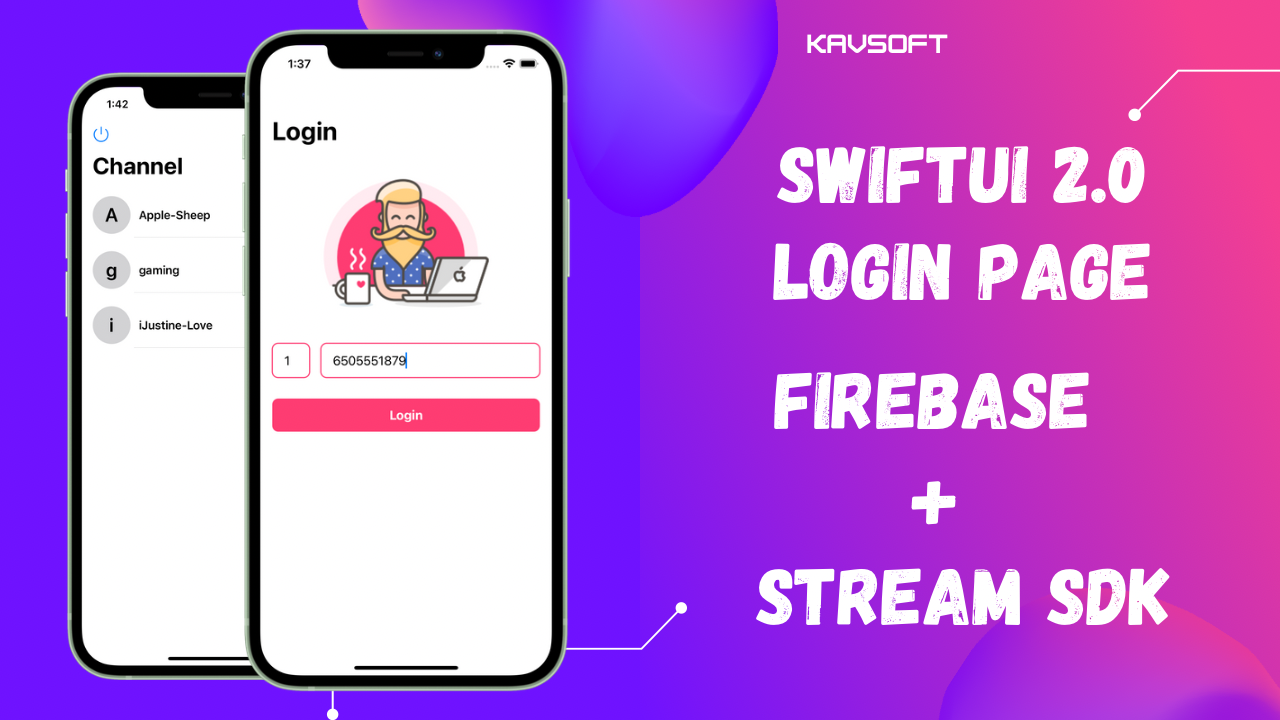 1:42
Channel
A Apple-Sheep
g gaming
i iJustine-Love
1:37
Login
1 6505551879
Login
KAVSOFT
SWIFTUI 2.0
LOGIN PAGE
FIREBASE
+
STREAM SDK